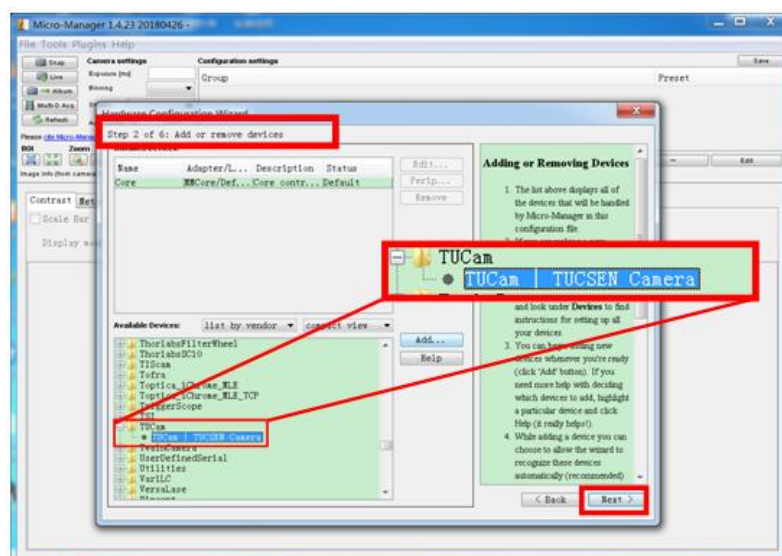 Micro-Manager 1.4.23 20180426 -
File Tools Plugins Help
Snap
Camera settings
Configuration settings
Save
Live
Exposure [ms]
Group
Preset
Album
Binning
Multi-D Acq.
Refresh
Hardware Configuration Wizard
Step 2 of 6: Add or remove devices
ROI
Zoom
Edit
Contrast
Scale Bar
Name
Adapter/L...
Description
Status
Core
MMCore/Def...
Core contr...
Default
Edit...
Perip...
Remove
Adding or Removing Devices
1. The list above displays all of
the devices that will be handled
by Micro-Manager in this
configuration file.
TUCam
TUCam | TUCSEN Camera
and look under Devices to find
instructions for setting up all
your devices.
3. You can begin adding new
devices whenever you're ready
(click 'Add' button). If you
need more help with deciding
which devices to add, highlight
a particular device and click
Help (it really helps!).
4. While adding a device you can
choose to allow the wizard to
recognize these devices
automatically (recommended)
Available Devices:
list by vendor
compact view
Add...
Help
ThorlabsFilterWheel
ThorlabsSC10
TIScam
Tofra
Toptica_iChrome_MLE
Toptica_iChrome_MLE_TCP
TriggerScope
TSI
TUCam
TUCam | TUCSEN Camera
TwainCamera
UserDefinedSerial
Utilities
VariLC
VersaLase
Vincent
< Back
Next >